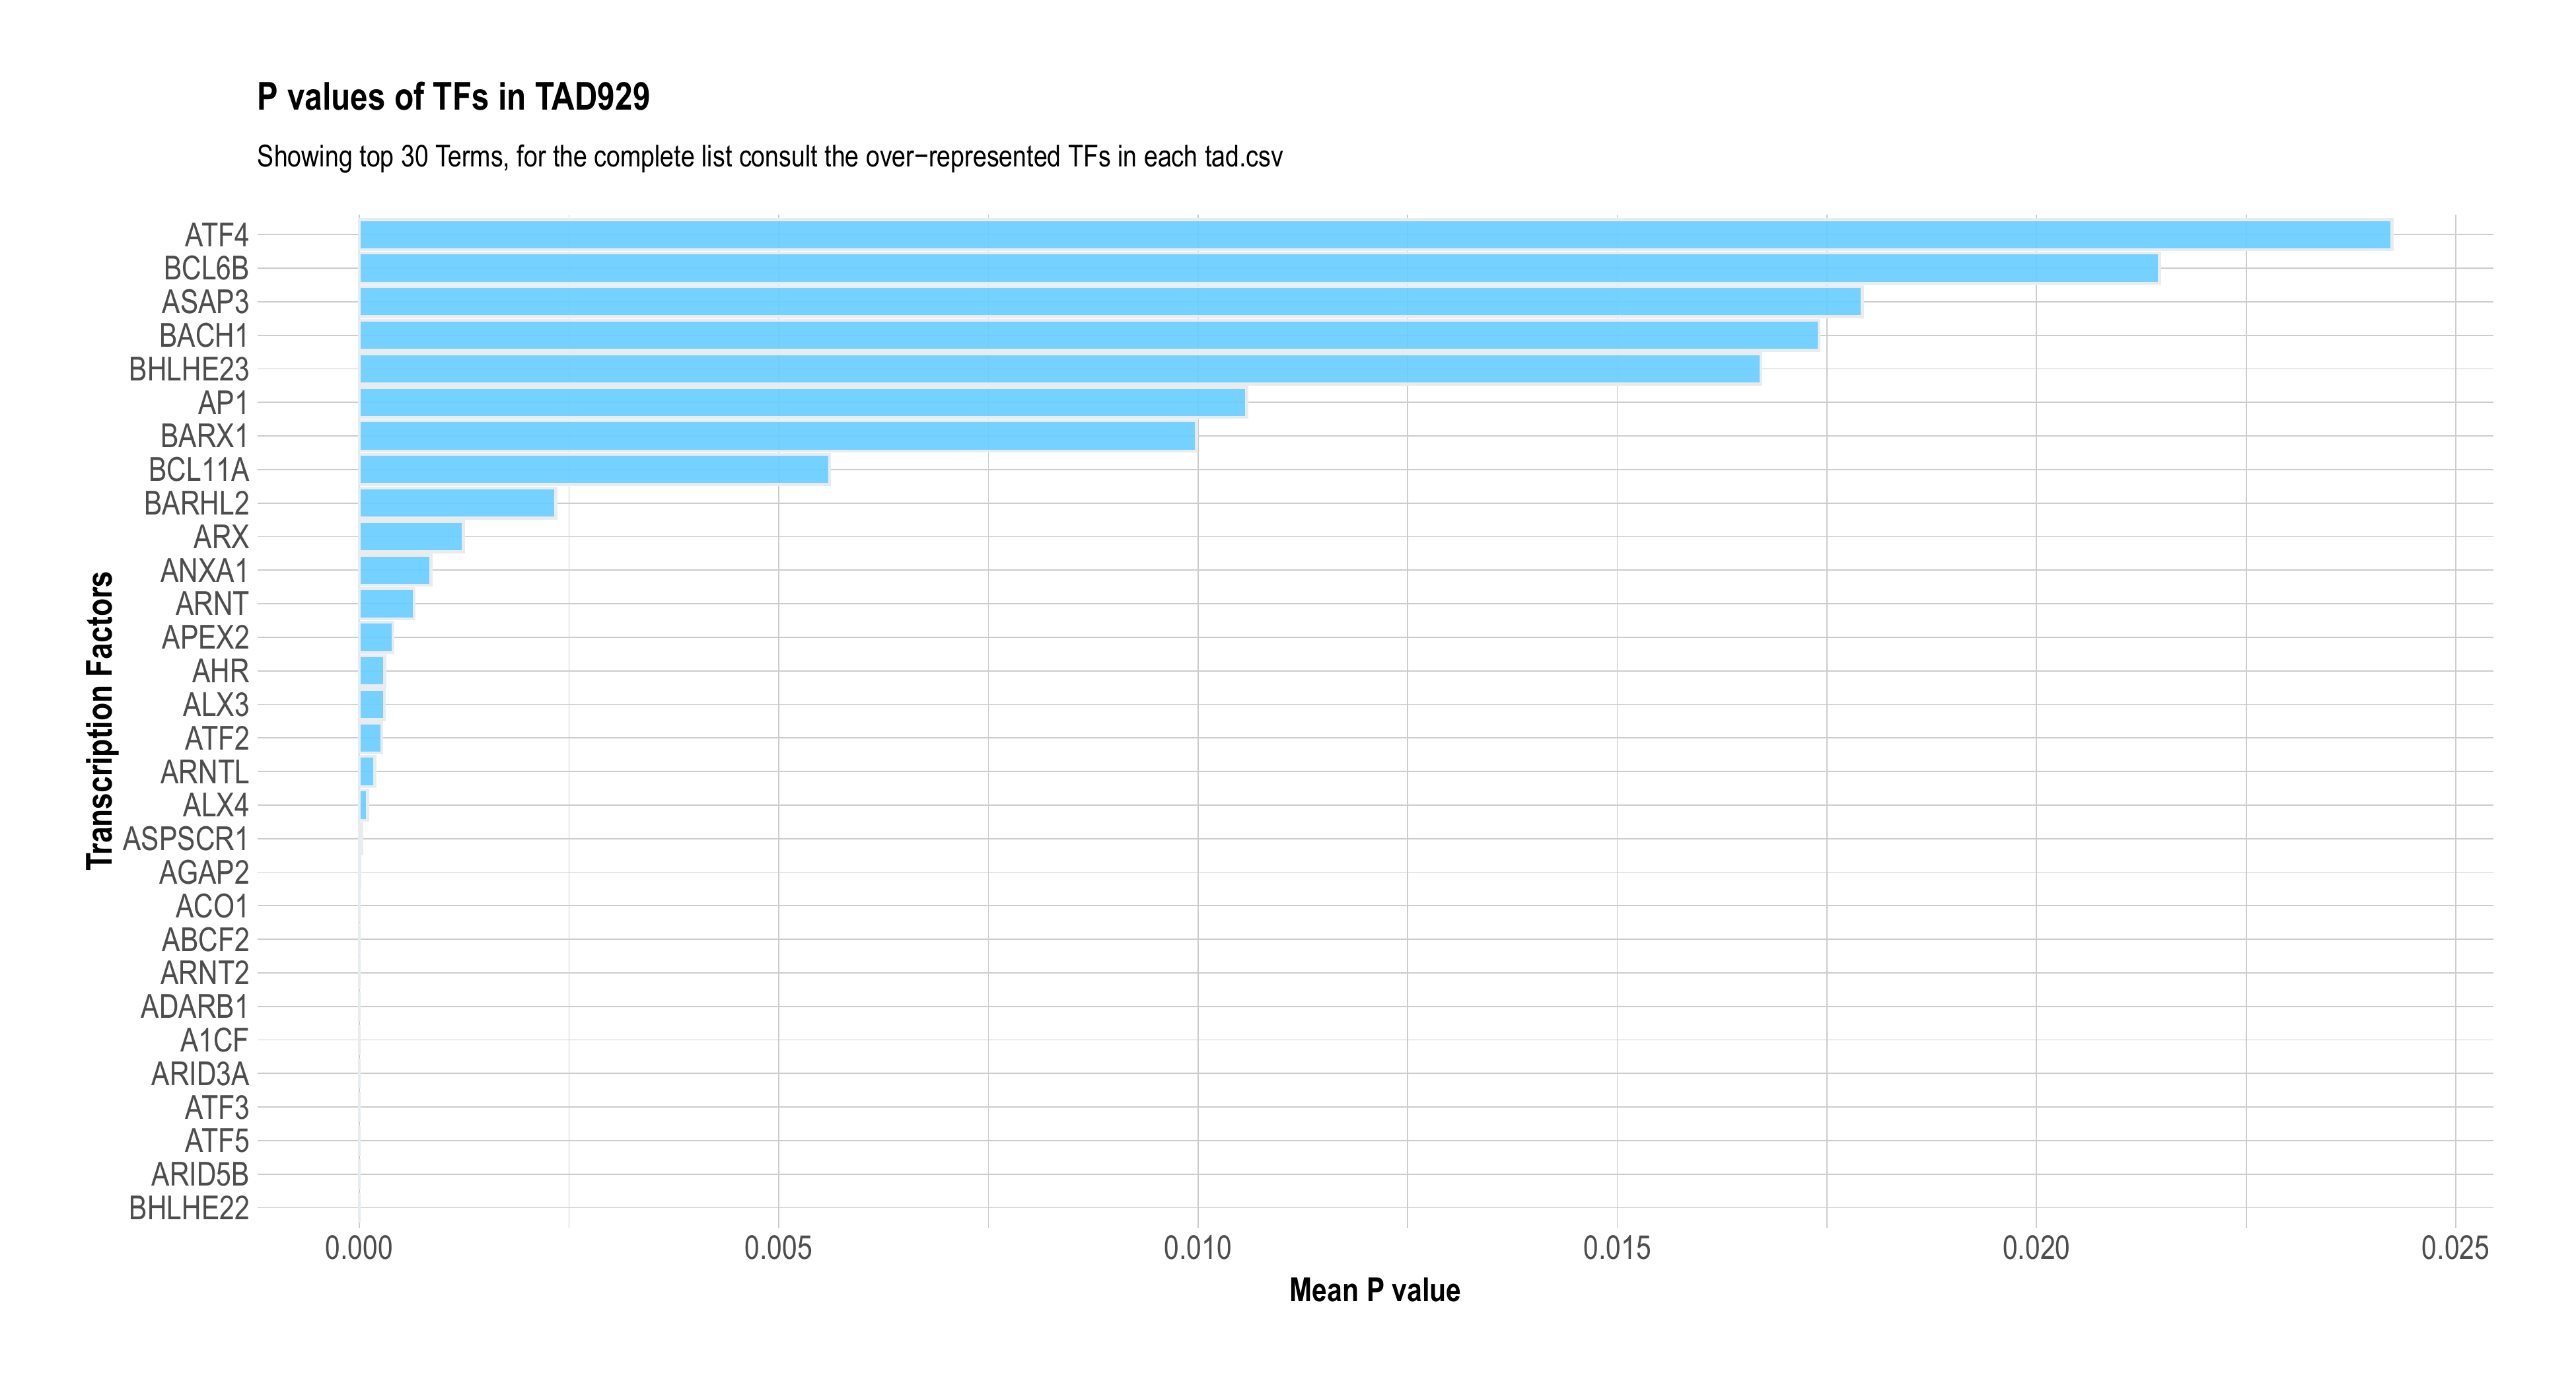 P values of TFs in TAD929
Showing top 30 Terms, for the complete list consult the over−represented TFs in each tad.csv
Transcription Factors
ATF4
BCL6B
ASAP3
BACH1
BHLHE23
AP1
BARX1
BCL11A
BARHL2
ARX
ANXA1
ARNT
APEX2
AHR
ALX3
ATF2
ARNTL
ALX4
ASPSCR1
AGAP2
ACO1
ABCF2
ARNT2
ADARB1
A1CF
ARID3A
ATF3
ATF5
ARID5B
BHLHE22
0.000 0.005 0.010 0.015 0.020 0.025
Mean P value